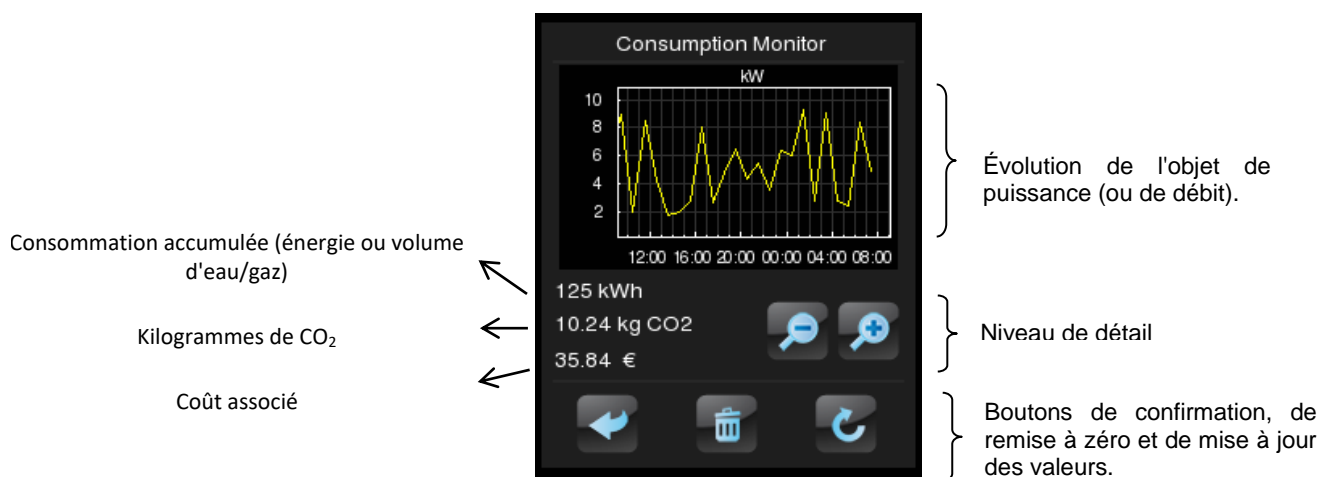 Consumption Monitor
kW
10
8
6
4
2
12:00 16:00 20:00 00:00 04:00 08:00
125 kWh
10.24 kg CO2
35.84 €
Consommation accumulée (énergie ou volume
d'eau/gaz)
Kilogrammes de CO₂
Coût associé
Évolution de l'objet de
puissance (ou de débit).
Niveau de détail
Boutons de confirmation, de
remise à zéro et de mise à jour
des valeurs.